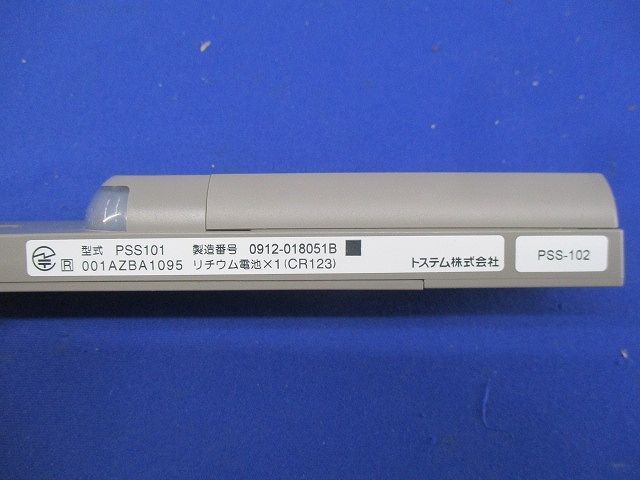 型式 PSS101 製造番号 0912-018051B ■
R 001AZBA1095 リチウム電池×1(CR123)
トステム株式会社
PSS-102